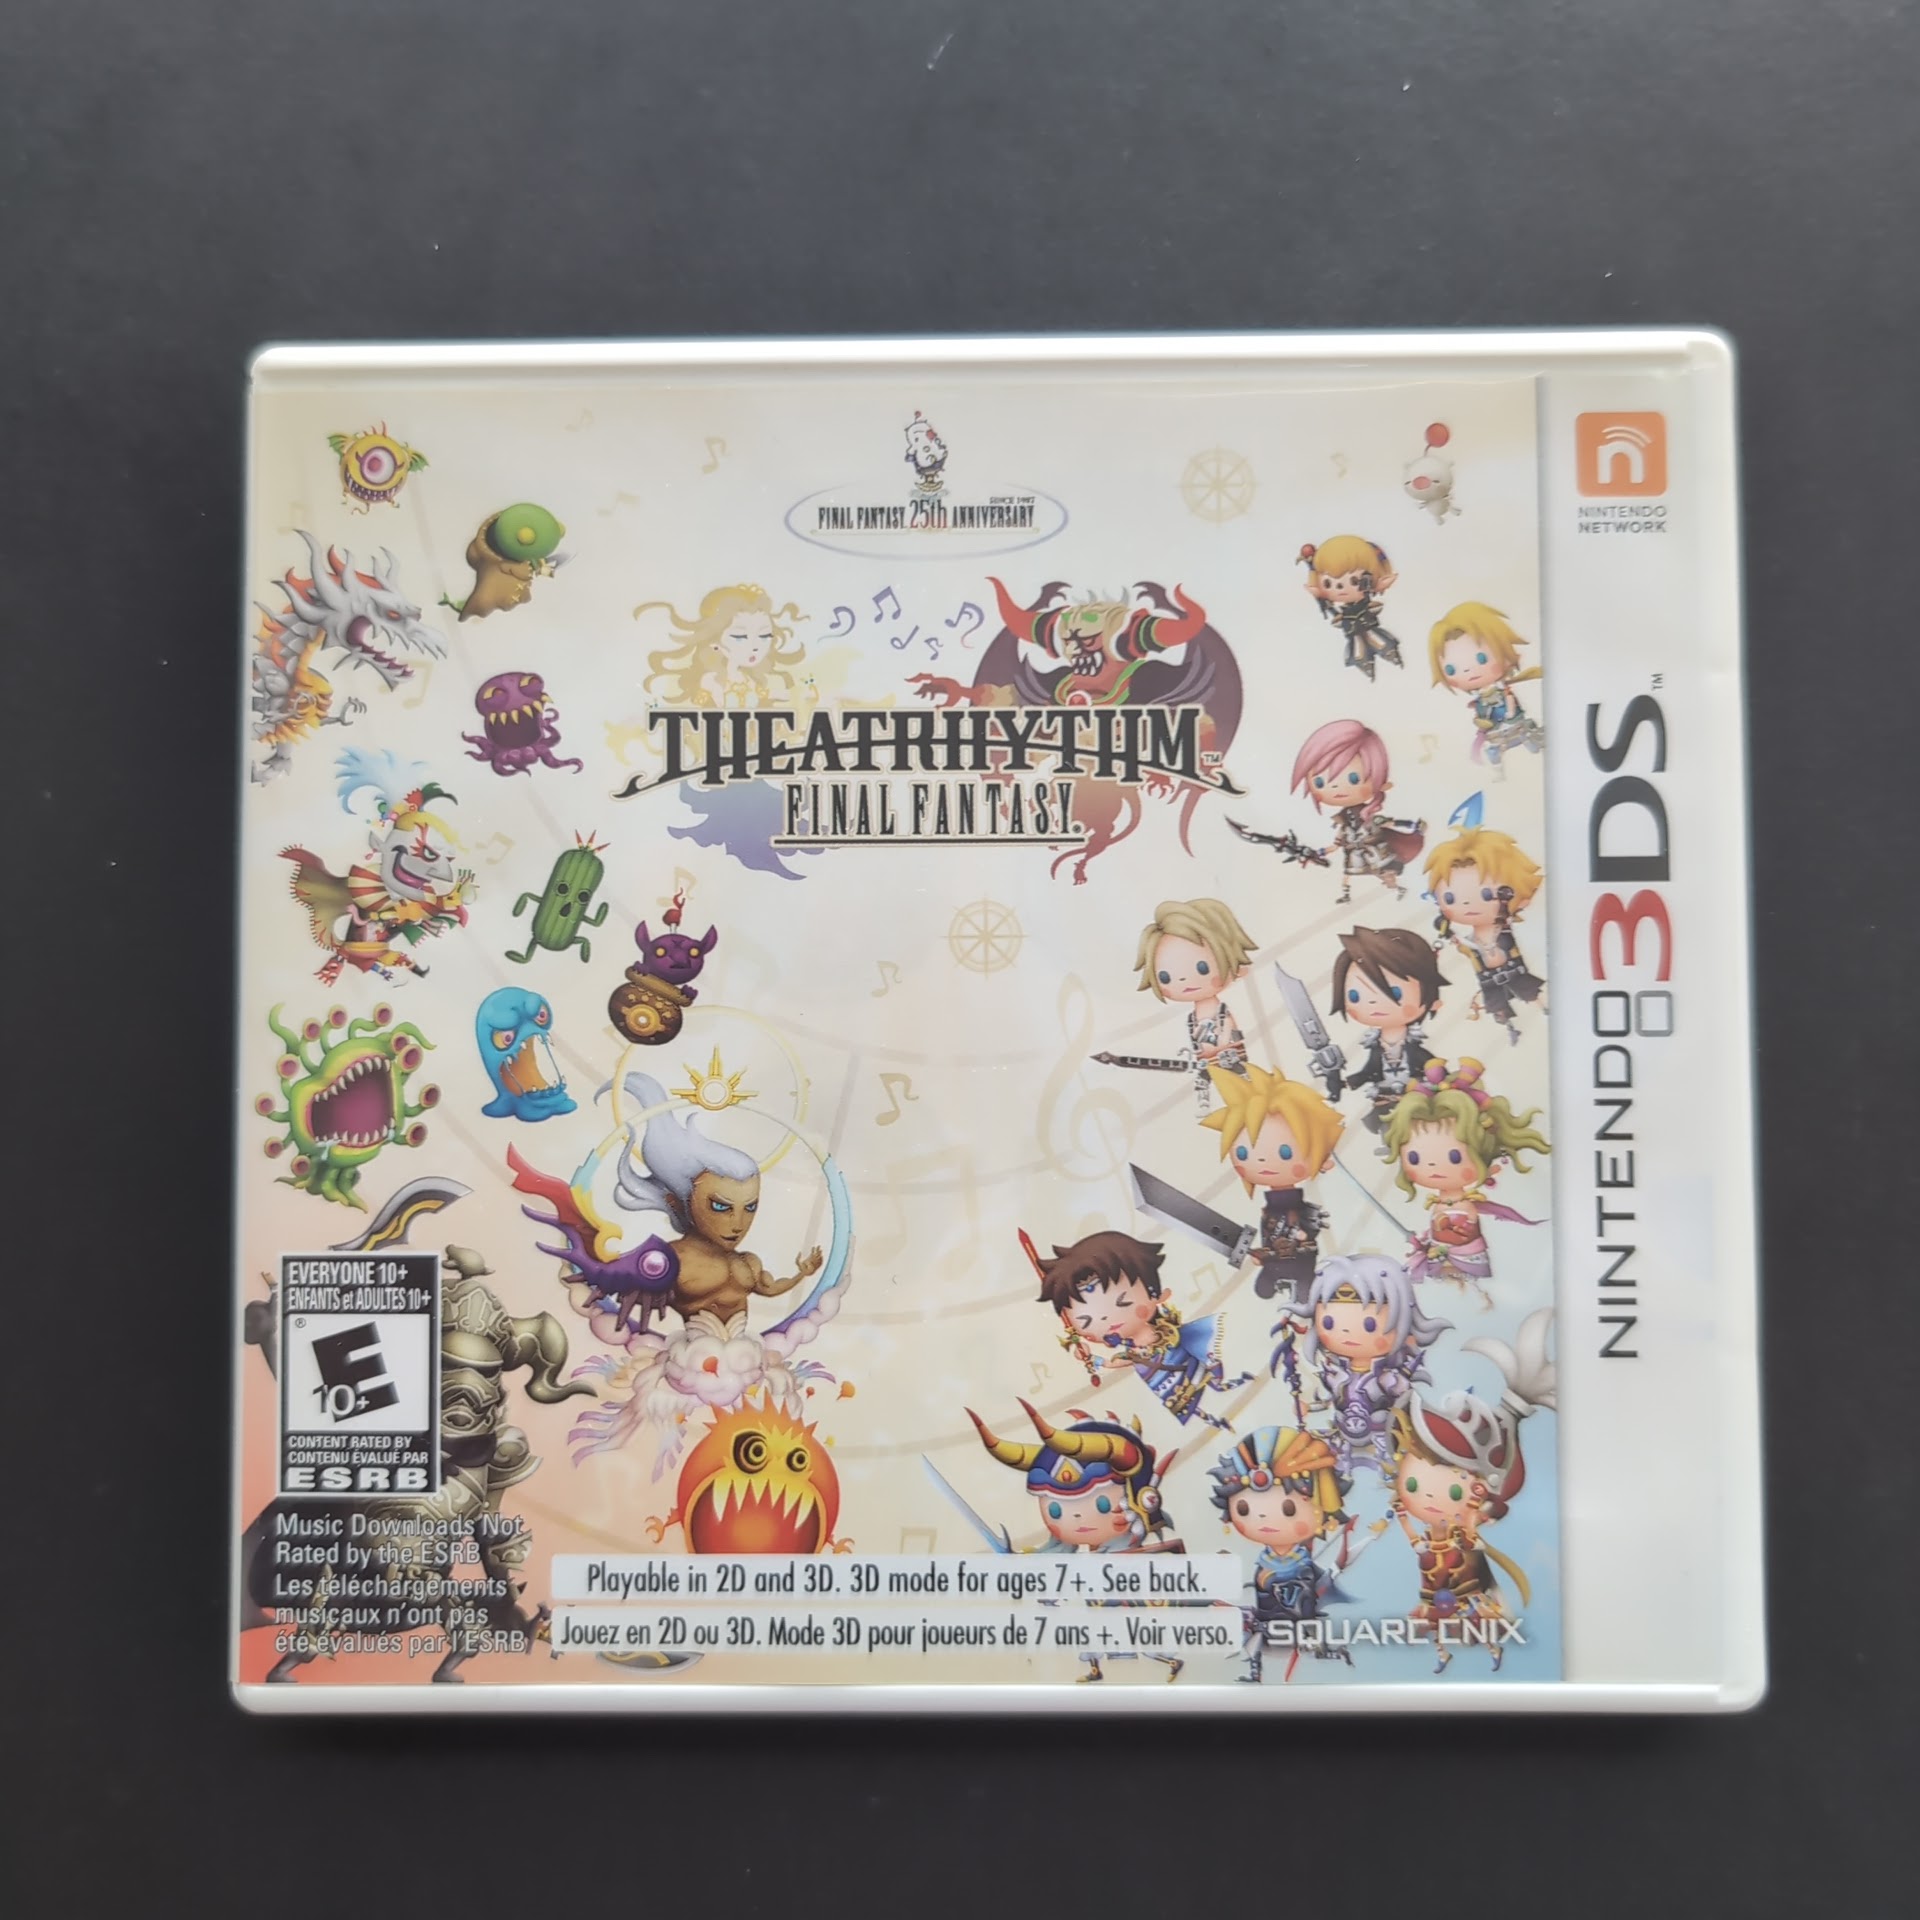 SINCE 1987
FINAL FANTASY 25th ANNIVERSARY
THEATRHYTHM™
FINAL FANTASY®
NINTENDO
NETWORK
NINTENDO 3DS™
EVERYONE 10+
ENFANTS et ADULTES 10+
®
E
10+
CONTENT RATED BY
CONTENU ÉVALUÉ PAR
ESRB
Music Downloads Not
Rated by the ESRB
Les téléchargements
musicaux n'ont pas
été évalués par l'ESRB
Playable in 2D and 3D. 3D mode for ages 7+. See back.
Jouez en 2D ou 3D. Mode 3D pour joueurs de 7 ans +. Voir verso.
SQUARE ENIX